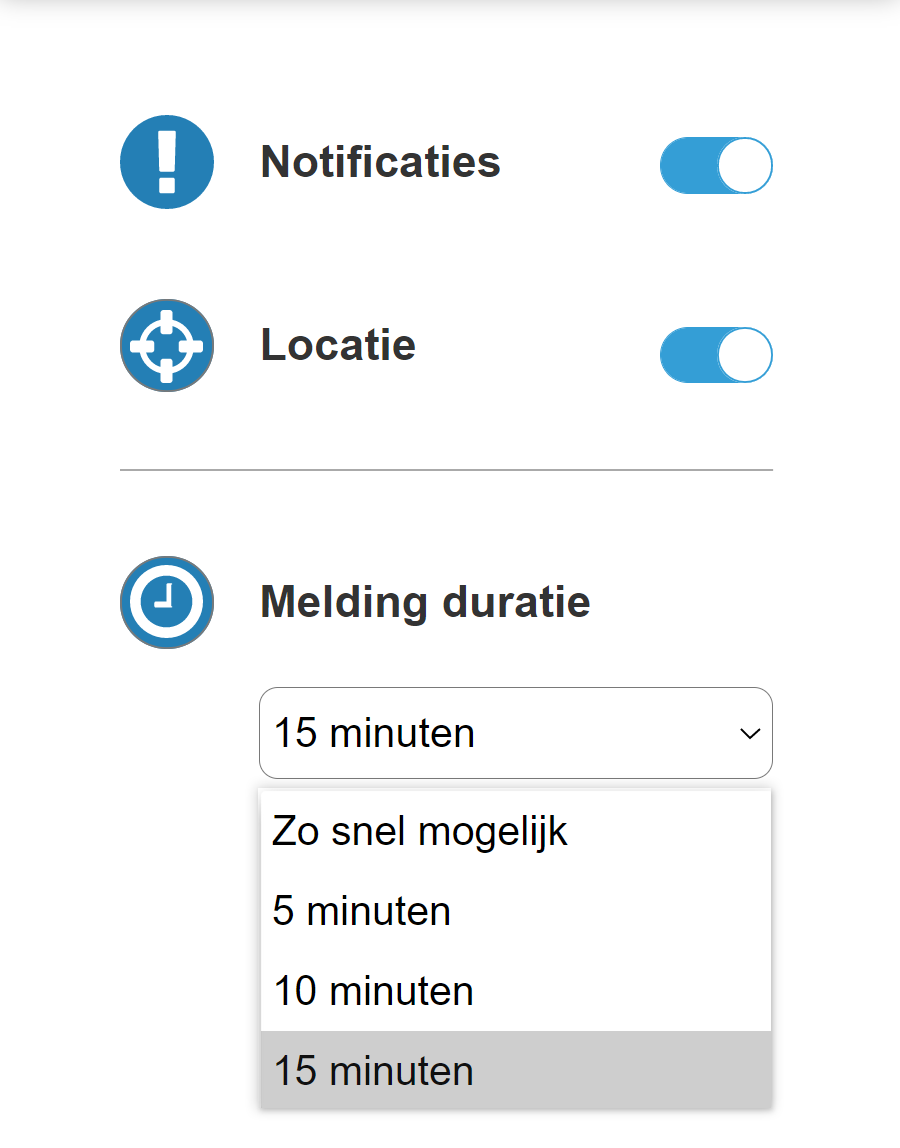 Notificaties
Locatie
Melding duratie
15 minuten
Zo snel mogelijk
5 minuten
10 minuten
15 minuten